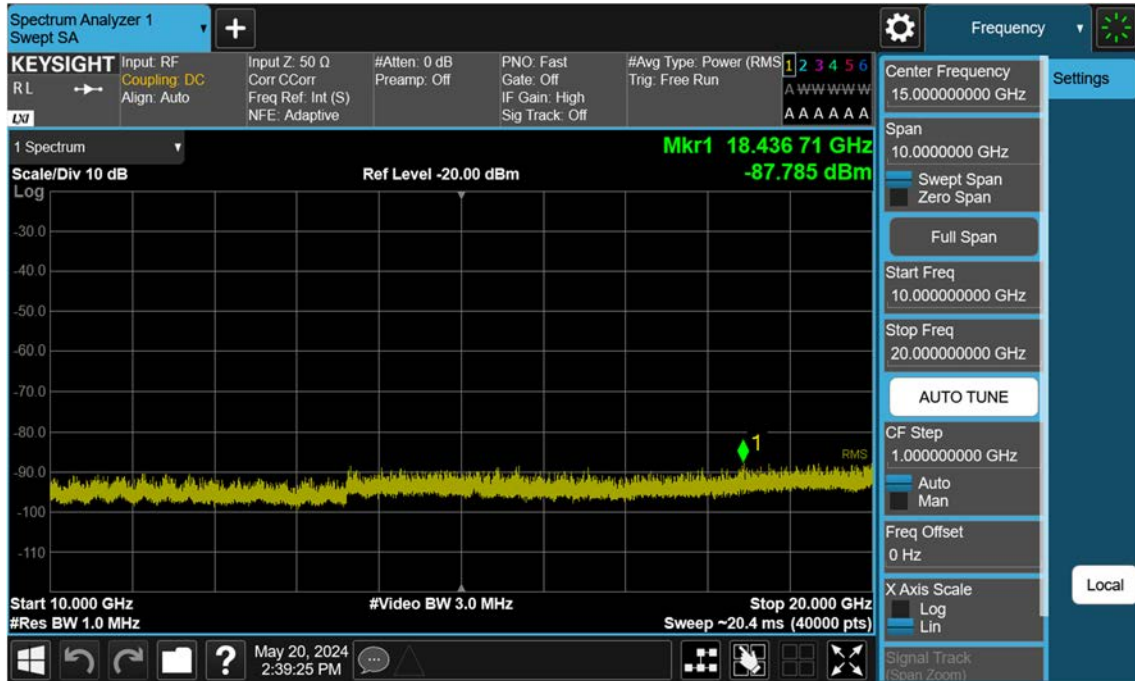 Spectrum Analyzer 1
Swept SA
Frequency
KEYSIGHT
R L
LXI
Input: RF
Coupling: DC
Align: Auto
Input Z: 50 Ω
Corr CCorr
Freq Ref: Int (S)
NFE: Adaptive
#Atten: 0 dB
Preamp: Off
PNO: Fast
Gate: Off
IF Gain: High
Sig Track: Off
#Avg Type: Power (RMS
Trig: Free Run
1 2 3 4 5 6
A W W W W W
A A A A A A
1 Spectrum
Mkr1 18.436 71 GHz
-87.785 dBm
Scale/Div 10 dB
Ref Level -20.00 dBm
Log
-30.0
-40.0
-50.0
-60.0
-70.0
-80.0
-90.0
-100
-110
1
RMS
Start 10.000 GHz
#Res BW 1.0 MHz
#Video BW 3.0 MHz
Stop 20.000 GHz
Sweep ~20.4 ms (40000 pts)
Center Frequency
15.000000000 GHz
Span
10.0000000 GHz
Swept Span
Zero Span
Full Span
Start Freq
10.000000000 GHz
Stop Freq
20.000000000 GHz
AUTO TUNE
CF Step
1.000000000 GHz
Auto
Man
Freq Offset
0 Hz
X Axis Scale
Log
Lin
Signal Track
(Span Zoom)
Settings
Local
?
May 20, 2024
2:39:25 PM